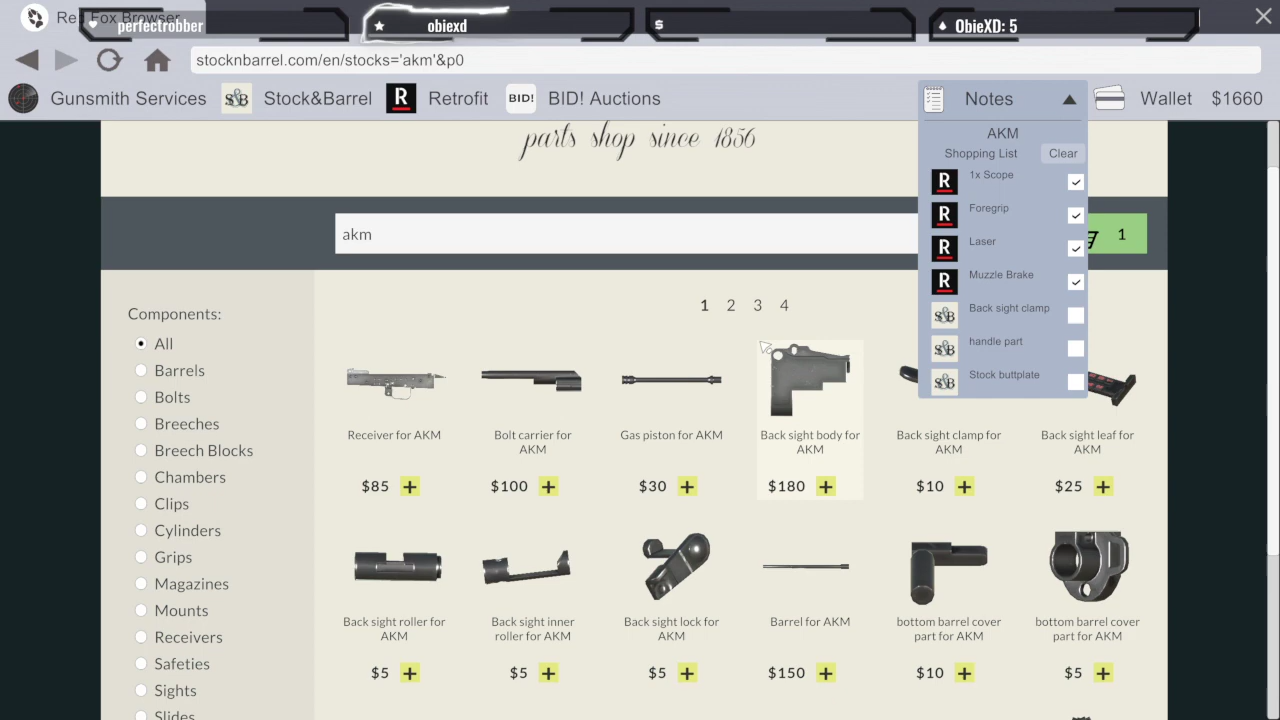 Red Fox Browser
perfectrobber
obiexd
$
ObieXD: 5
stocknbarrel.com/en/stocks='akm'&p0
Gunsmith Services
S&B
Stock&Barrel
R
Retrofit
BID!
BID! Auctions
Notes
Wallet $1660
AKM
Shopping List
Clear
R
1x Scope
R
Foregrip
R
Laser
R
Muzzle Brake
S&B
Back sight clamp
S&B
handle part
S&B
Stock buttplate
parts shop since 1856
akm
1
Components:
All
Barrels
Bolts
Breeches
Breech Blocks
Chambers
Clips
Cylinders
Grips
Magazines
Mounts
Receivers
Safeties
Sights
Slides
1 2 3 4
Receiver for AKM
$85 +
Bolt carrier for
AKM
$100 +
Gas piston for AKM
$30 +
Back sight body for
AKM
$180 +
Back sight clamp for
AKM
$10 +
Back sight leaf for
AKM
$25 +
Back sight roller for
AKM
$5 +
Back sight inner
roller for AKM
$5 +
Back sight lock for
AKM
$5 +
Barrel for AKM
$150 +
bottom barrel cover
part for AKM
$10 +
bottom barrel cover
part for AKM
$5 +